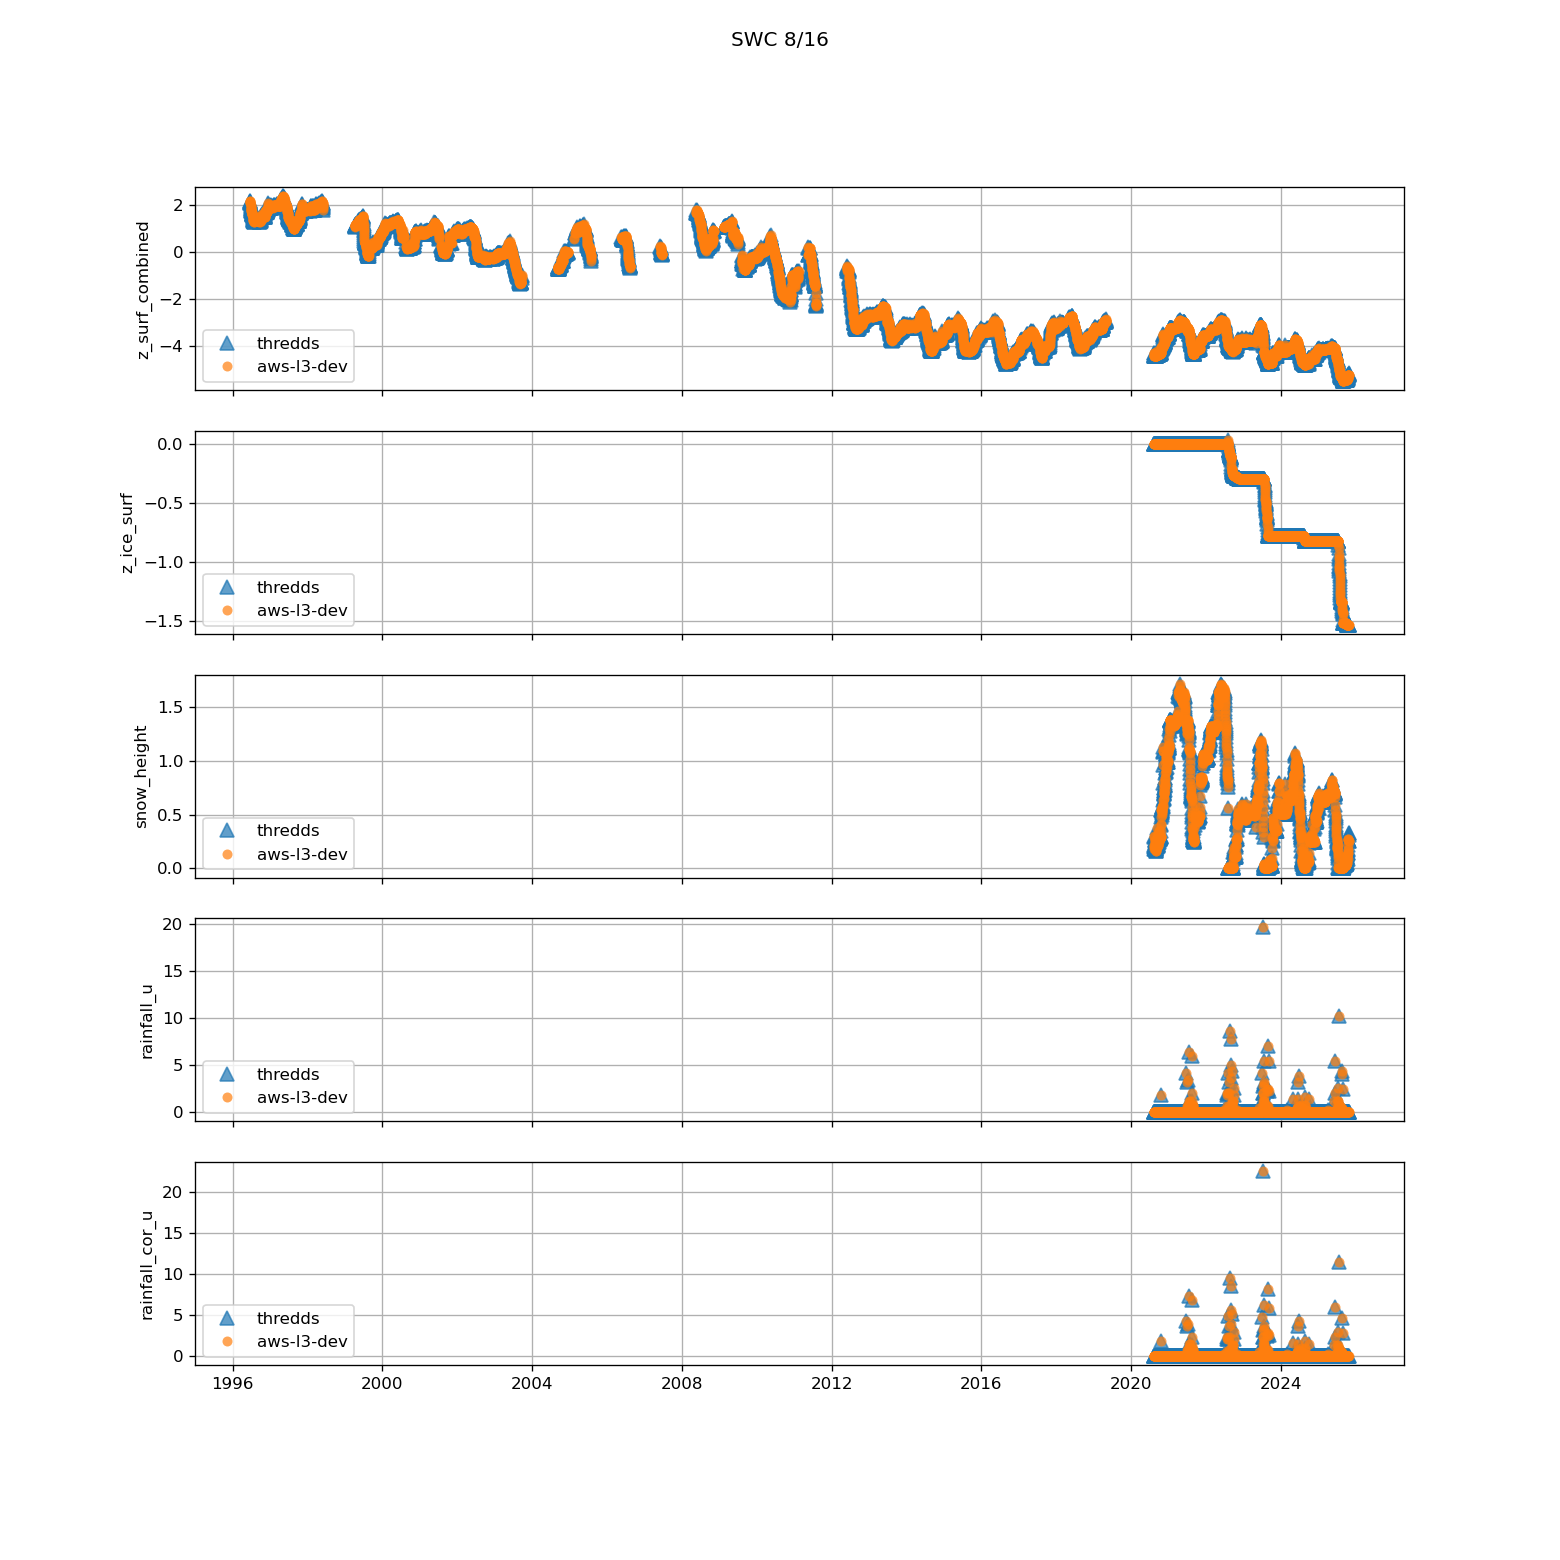 SWC 8/16
z_surf_combined
2
0
−2
−4
thredds
aws-l3-dev
z_ice_surf
0.0
−0.5
−1.0
−1.5
thredds
aws-l3-dev
snow_height
1.5
1.0
0.5
0.0
thredds
aws-l3-dev
rainfall_u
20
15
10
5
0
thredds
aws-l3-dev
rainfall_cor_u
20
15
10
5
0
thredds
aws-l3-dev
1996 2000 2004 2008 2012 2016 2020 2024